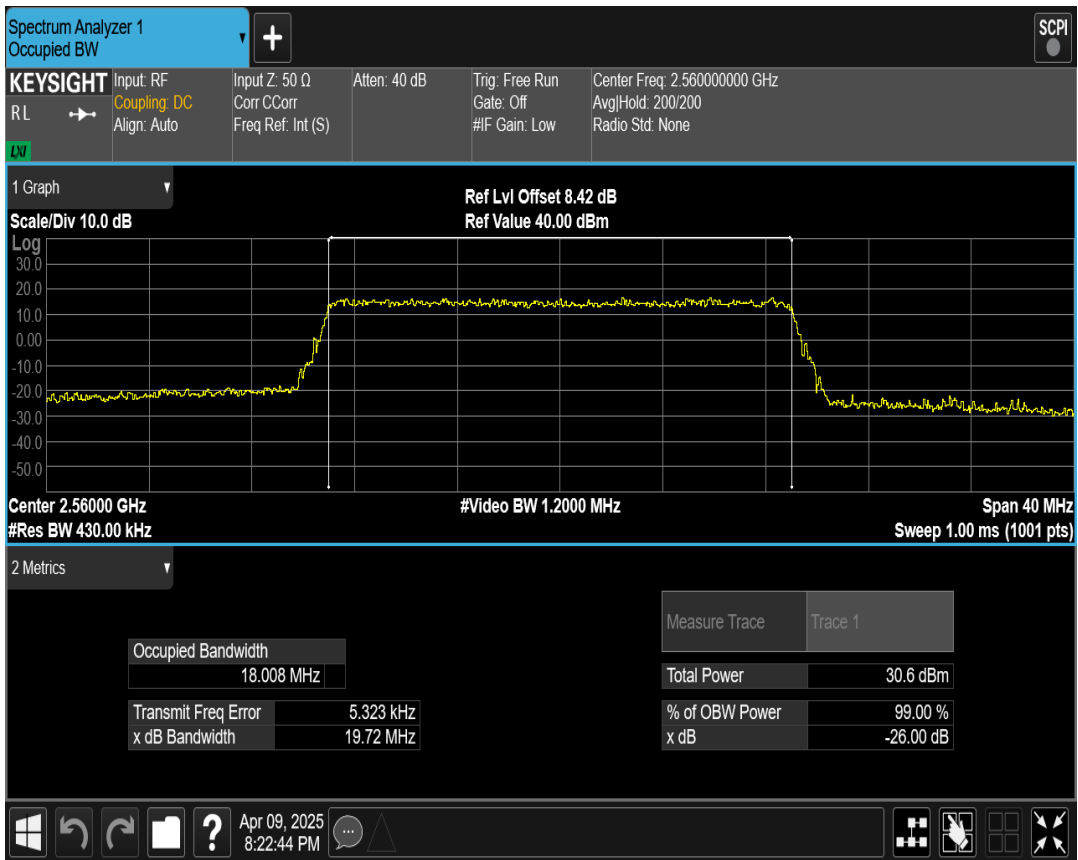 Spectrum Analyzer 1
Occupied BW
+
SCPI
KEYSIGHT
RL
LXI
Input: RF
Coupling: DC
Align: Auto
Input Z: 50 Ω
Corr CCorr
Freq Ref: Int (S)
Atten: 40 dB
Trig: Free Run
Gate: Off
#IF Gain: Low
Center Freq: 2.560000000 GHz
Avg|Hold: 200/200
Radio Std: None
1 Graph
Scale/Div 10.0 dB
Ref Lvl Offset 8.42 dB
Ref Value 40.00 dBm
Log
30.0
20.0
10.0
0.00
-10.0
-20.0
-30.0
-40.0
-50.0
Center 2.56000 GHz
#Video BW 1.2000 MHz
Span 40 MHz
#Res BW 430.00 kHz
Sweep 1.00 ms (1001 pts)
2 Metrics
Occupied Bandwidth
18.008 MHz
Transmit Freq Error 5.323 kHz
x dB Bandwidth 19.72 MHz
Measure Trace Trace 1
Total Power 30.6 dBm
% of OBW Power 99.00 %
x dB -26.00 dB
?
Apr 09, 2025
8:22:44 PM